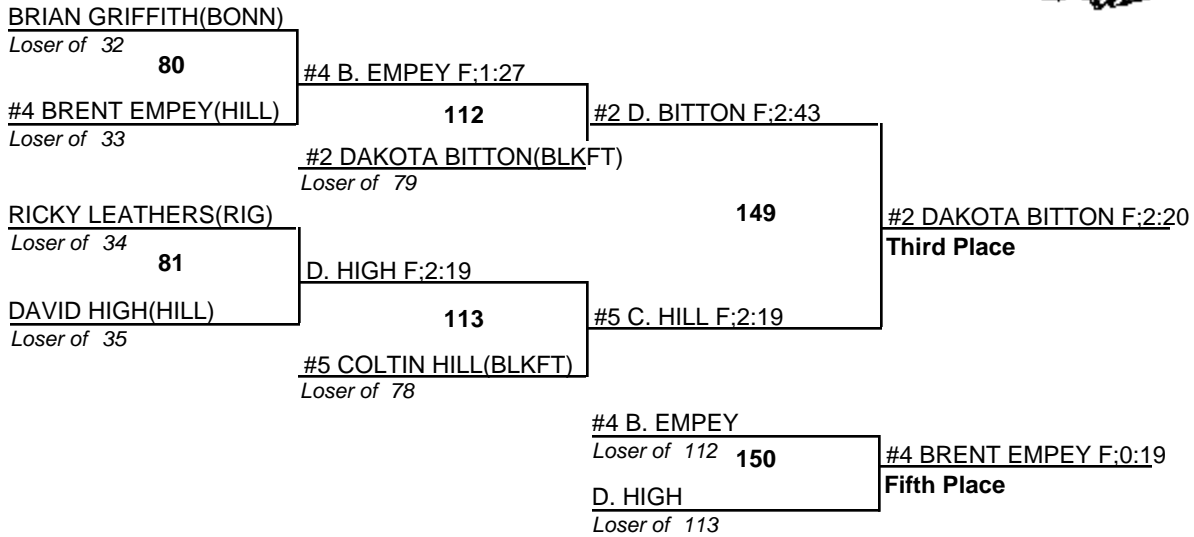 BRIAN GRIFFITH(BONN)
Loser of 32
80
#4 BRENT EMPEY(HILL)
Loser of 33
#4 B. EMPEY F;1:27
112
#2 DAKOTA BITTON(BLKFT)
Loser of 79
#2 D. BITTON F;2:43
RICKY LEATHERS(RIG)
Loser of 34
81
DAVID HIGH(HILL)
Loser of 35
D. HIGH F;2:19
113
#5 COLTIN HILL(BLKFT)
Loser of 78
#5 C. HILL F;2:19
149
#2 DAKOTA BITTON F;2:20
Third Place
#4 B. EMPEY
Loser of 112
150
D. HIGH
Loser of 113
#4 BRENT EMPEY F;0:19
Fifth Place